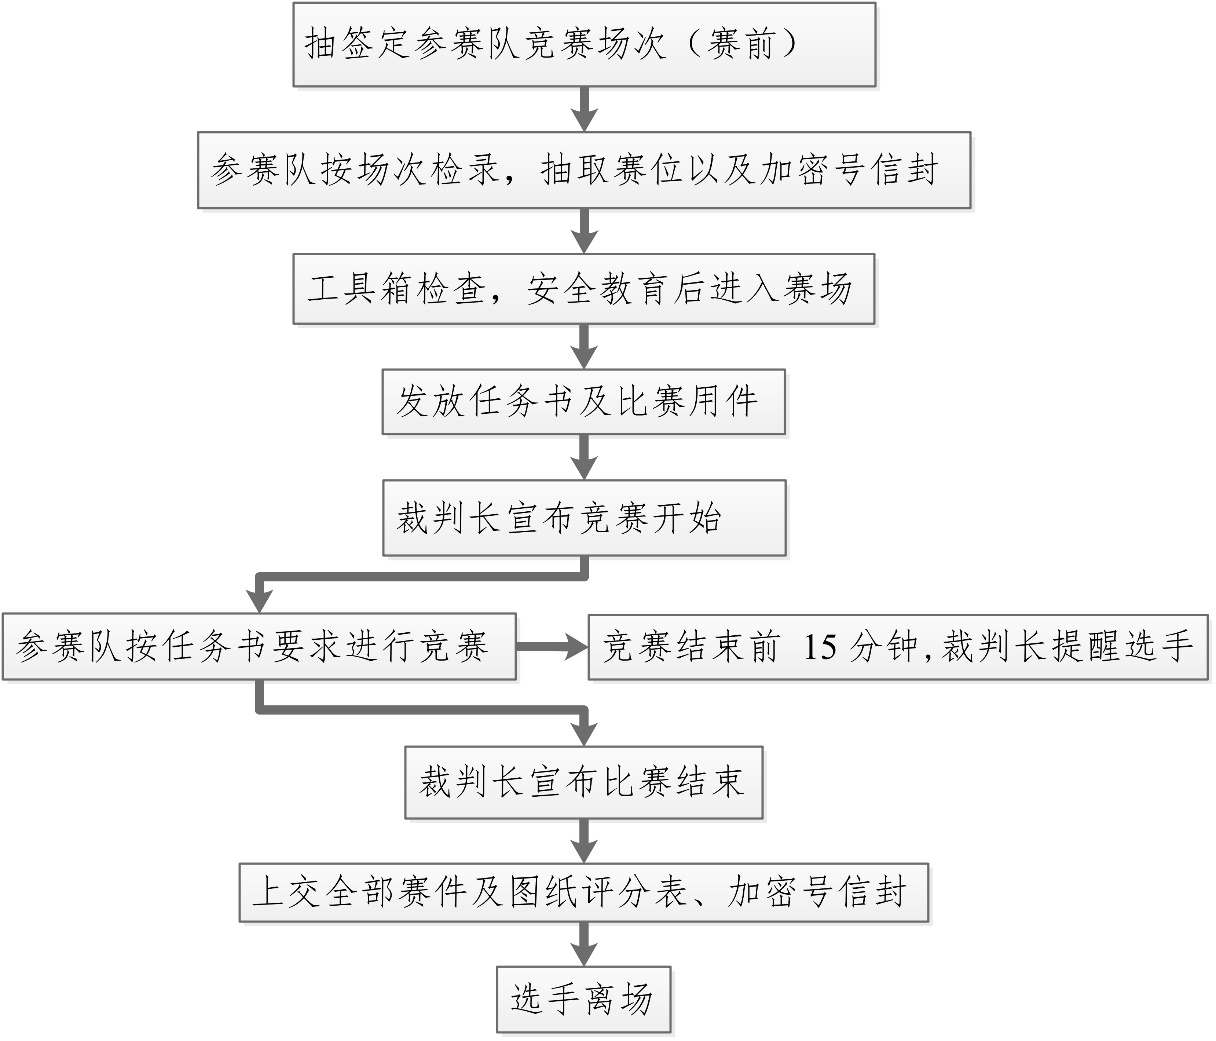 抽签定参赛队竞赛场次（赛前）
参赛队按场次检录，抽取赛位以及加密号信封
工具箱检查，安全教育后进入赛场
发放任务书及比赛用件
裁判长宣布竞赛开始
参赛队按任务书要求进行竞赛
竞赛结束前 15 分钟,裁判长提醒选手
裁判长宣布比赛结束
上交全部赛件及图纸评分表、加密号信封
选手离场